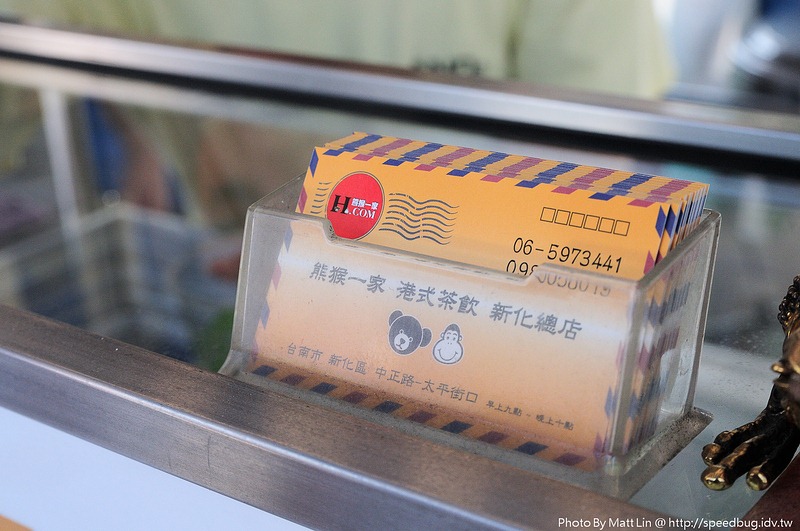 H 熊猴一家
.COM
□□□□□□
06-5973441
熊猴一家 港式茶飲 新化總店
台南市 新化區 中正路-太平街口 早上九點 - 晚上十點
Photo By Matt Lin @ http://speedbug.idv.tw